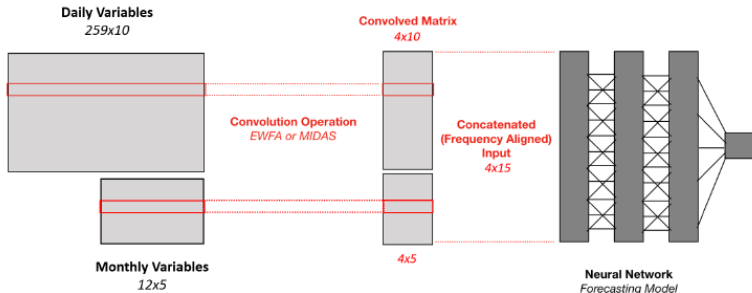 Daily Variables
259x10
Convolved Matrix
4x10
Convolution Operation
EWFA or MIDAS
Concatenated
(Frequency Aligned)
Input
4x15
Monthly Variables
12x5
4x5
Neural Network
Forecasting Model